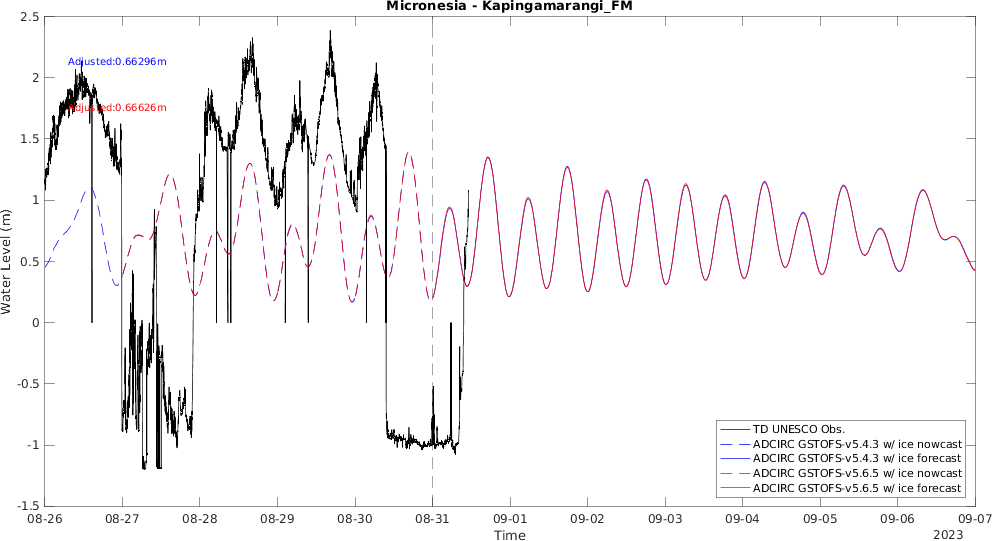 Micronesia - Kapingamarangi_FM
Water Level (m)
2.5
2
1.5
1
0.5
0
-0.5
-1
-1.5
Adjusted:0.66296m
Adjusted:0.66626m
TD UNESCO Obs.
ADCIRC GSTOFS-v5.4.3 w/ ice nowcast
ADCIRC GSTOFS-v5.4.3 w/ ice forecast
ADCIRC GSTOFS-v5.6.5 w/ ice nowcast
ADCIRC GSTOFS-v5.6.5 w/ ice forecast
08-26 08-27 08-28 08-29 08-30 08-31 09-01 09-02 09-03 09-04 09-05 09-06 09-07
Time
2023